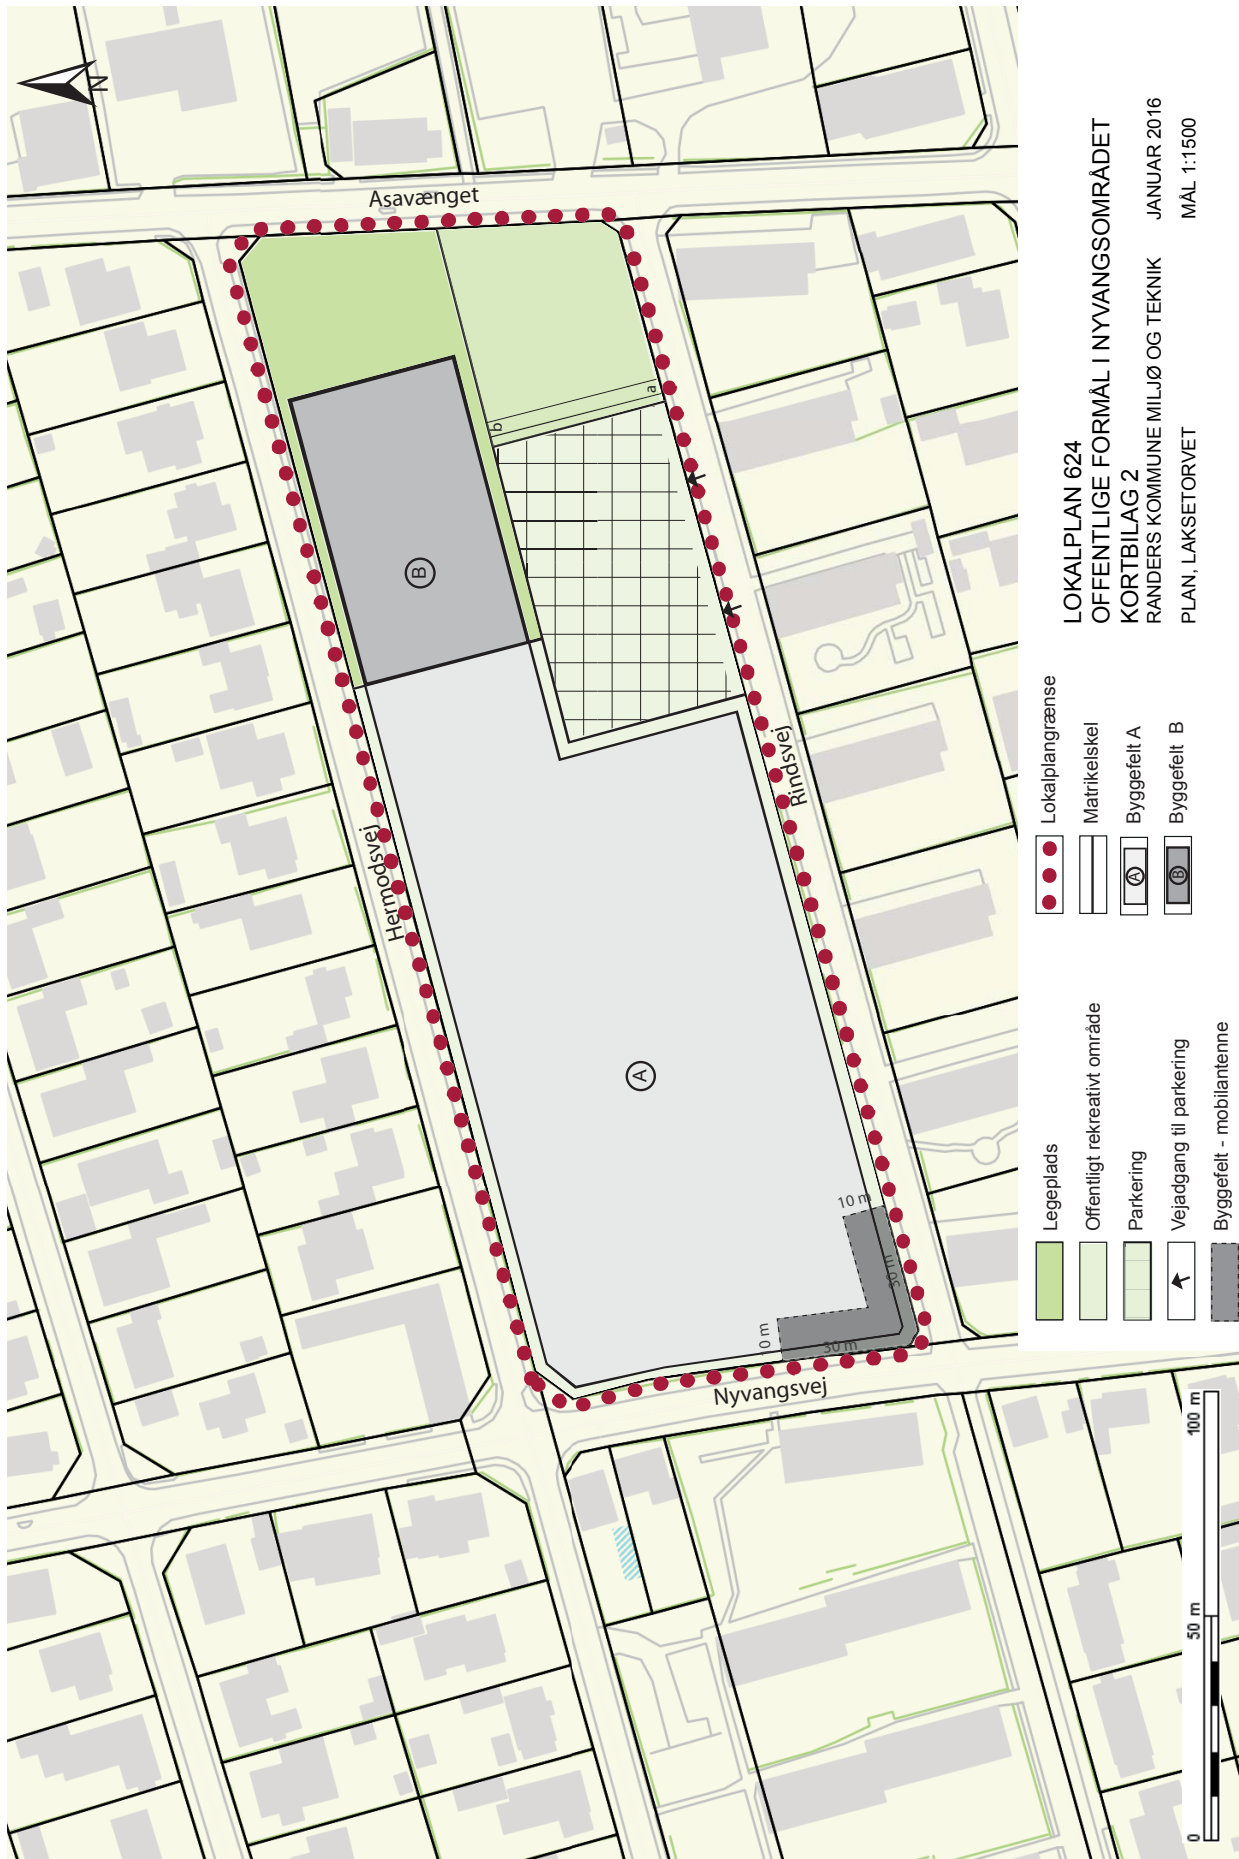 N
Asavænget
Hermodsvej
Rindsvej
Nyvangsvej
B
A
b
a
10 m
30 m
30 m
LOKALPLAN 624
OFFENTLIGE FORMÅL I NYVANGSOMRÅDET
KORTBILAG 2
RANDERS KOMMUNE MILJØ OG TEKNIK JANUAR 2016
PLAN, LAKSETORVET MÅL 1:1500
Lokalplangrænse
Matrikelskel
A Byggefelt A
B Byggefelt B
Legeplads
Offentligt rekreativt område
Parkering
Vejadgang til parkering
Byggefelt - mobilantenne
0 50 m 100 m